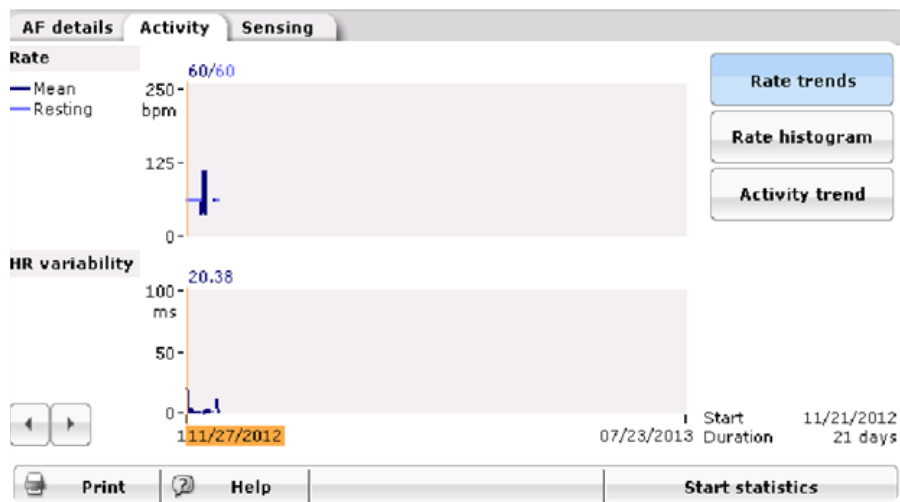 AF details Activity Sensing
Rate
60/60
Mean
Resting
250
bpm
125
0
Rate trends
Rate histogram
Activity trend
HR variability
20.38
100
ms
50
0
111/27/2012
07/23/2013
Start 11/21/2012
Duration 21 days
Print Help Start statistics